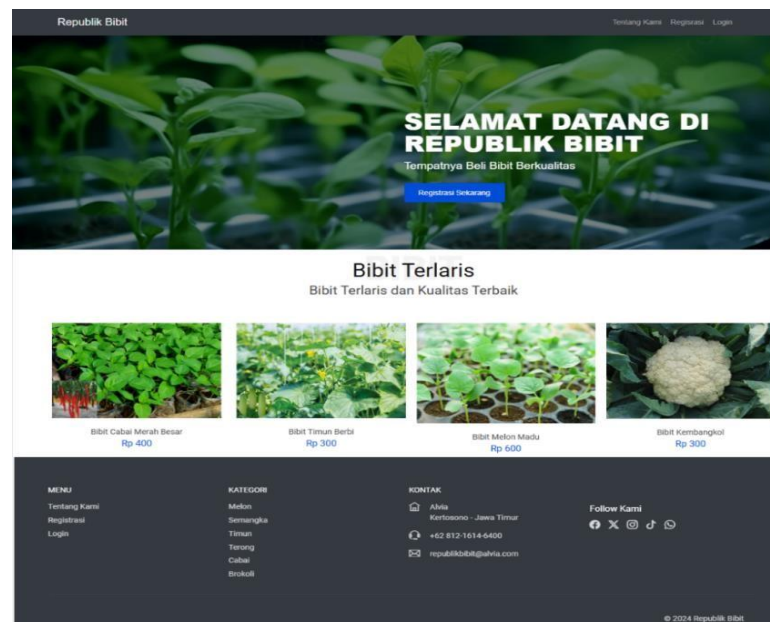 Republik Bibit
Tentang Kami Registrasi Login
SELAMAT DATANG DI
REPUBLIK BIBIT
Tempatnya Beli Bibit Berkualitas
Registrasi Sekarang
BIBIT
Bibit Terlaris
Bibit Terlaris dan Kualitas Terbaik
Bibit Cabai Merah Besar
Rp 400
Bibit Timun Berbi
Rp 300
Bibit Melon Madu
Rp 600
Bibit Kembangkol
Rp 300
MENU
Tentang Kami
Registrasi
Login
KATEGORI
Melon
Semangka
Timun
Terong
Cabai
Brokoli
KONTAK
Alvia
Kertosono - Jawa Timur
+62 812-1614-6400
republikbibit@alvia.com
Follow Kami
© 2024 Republik Bibit